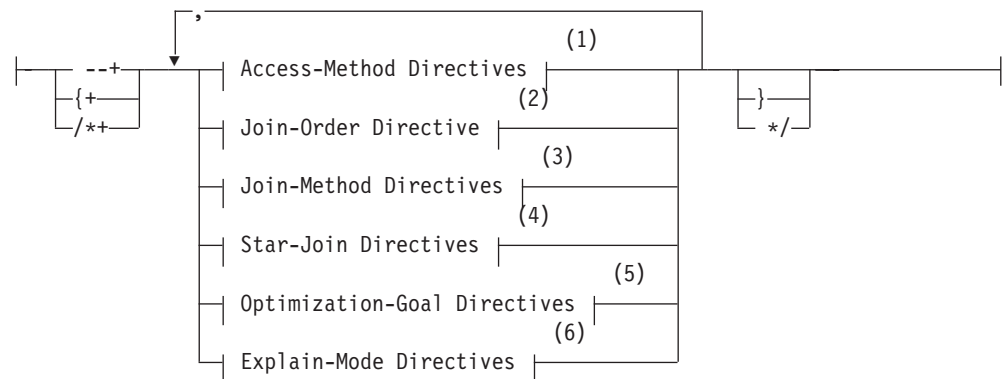 ,
(1)
--+ Access-Method Directives
{+ } (2)
/*+ */ Join-Order Directive
(3)
Join-Method Directives
(4)
Star-Join Directives
(5)
Optimization-Goal Directives
(6)
Explain-Mode Directives